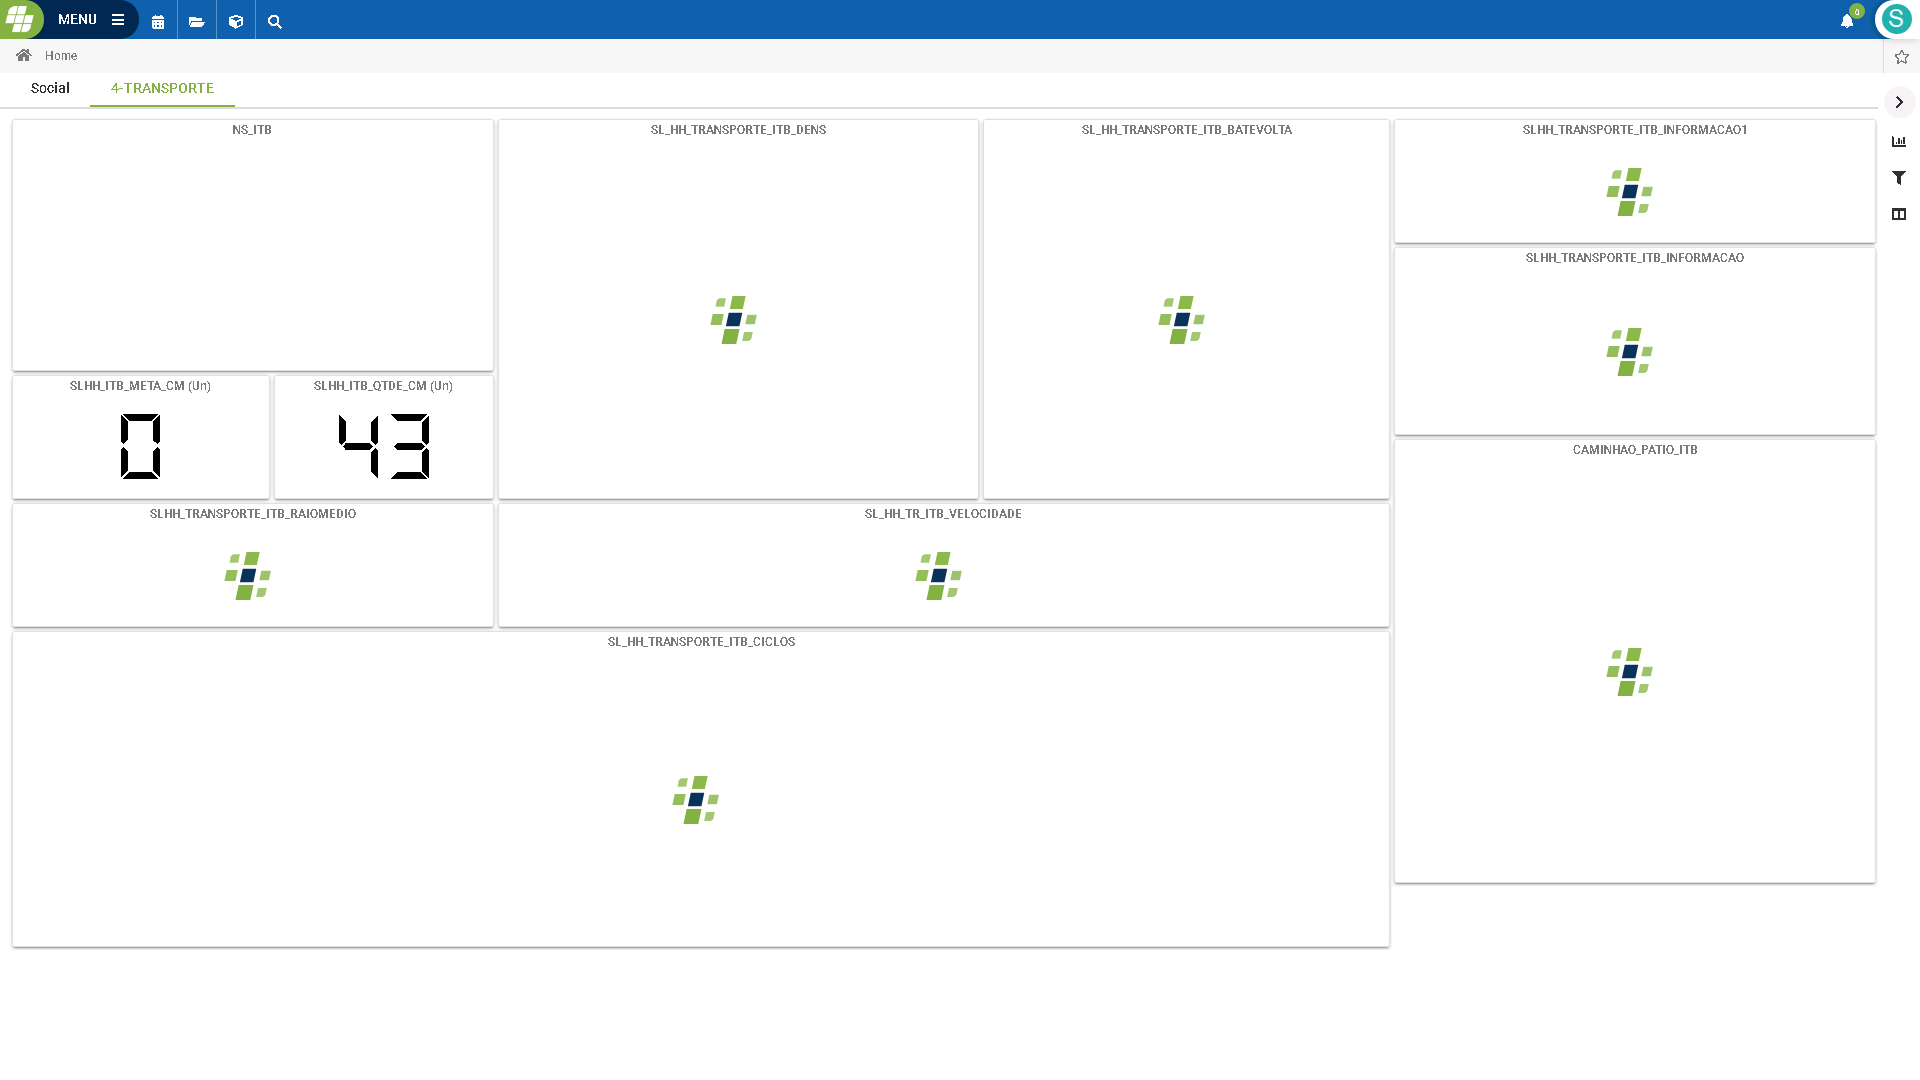 MENU
0
S
Home
Social
4-TRANSPORTE
NS_ITB
SL_HH_TRANSPORTE_ITB_DENS
SL_HH_TRANSPORTE_ITB_BATEVOLTA
SLHH_TRANSPORTE_ITB_INFORMACAO1
SLHH_TRANSPORTE_ITB_INFORMACAO
SLHH_ITB_META_CM (Un)
0
SLHH_ITB_QTDE_CM (Un)
43
CAMINHAO_PATIO_ITB
SLHH_TRANSPORTE_ITB_RAIOMEDIO
SL_HH_TR_ITB_VELOCIDADE
SL_HH_TRANSPORTE_ITB_CICLOS